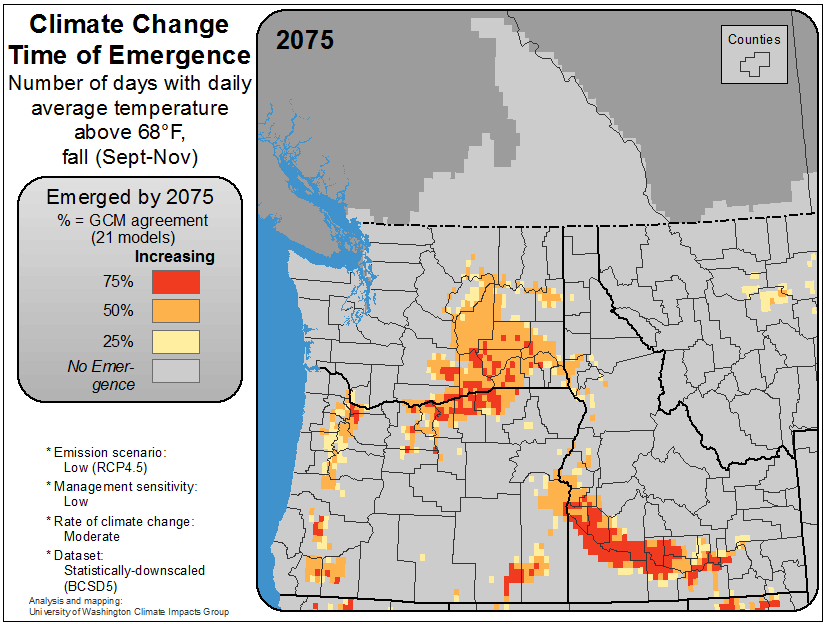 Climate Change
Time of Emergence
Number of days with daily
average temperature
above 68°F,
fall (Sept-Nov)
Emerged by 2075
% = GCM agreement
(21 models)
Increasing
75%
50%
25%
No Emer-
gence
* Emission scenario:
Low (RCP4.5)
* Management sensitivity:
Low
* Rate of climate change:
Moderate
* Dataset:
Statistically-downscaled
(BCSD5)
Analysis and mapping:
University of Washington Climate Impacts Group
2075
Counties